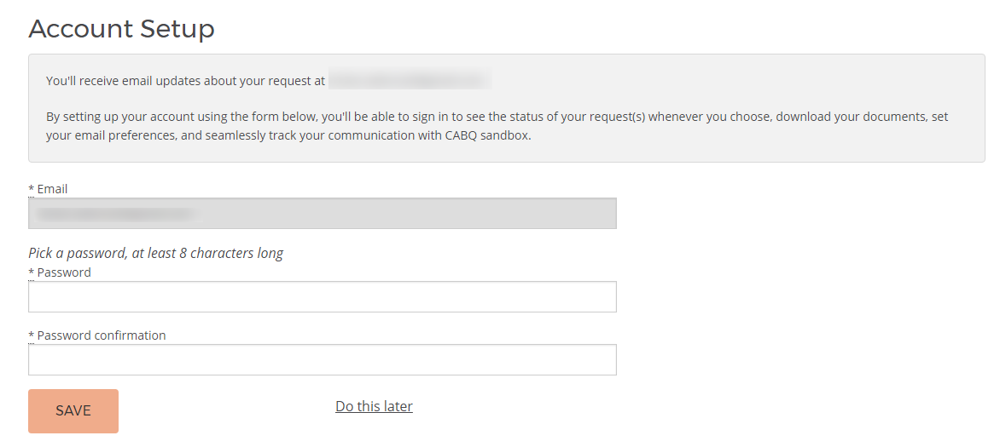 Account Setup
You'll receive email updates about your request at
By setting up your account using the form below, you'll be able to sign in to see the status of your request(s) whenever you choose, download your documents, set
your email preferences, and seamlessly track your communication with CABQ sandbox.
* Email
Pick a password, at least 8 characters long
* Password
* Password confirmation
SAVE
Do this later